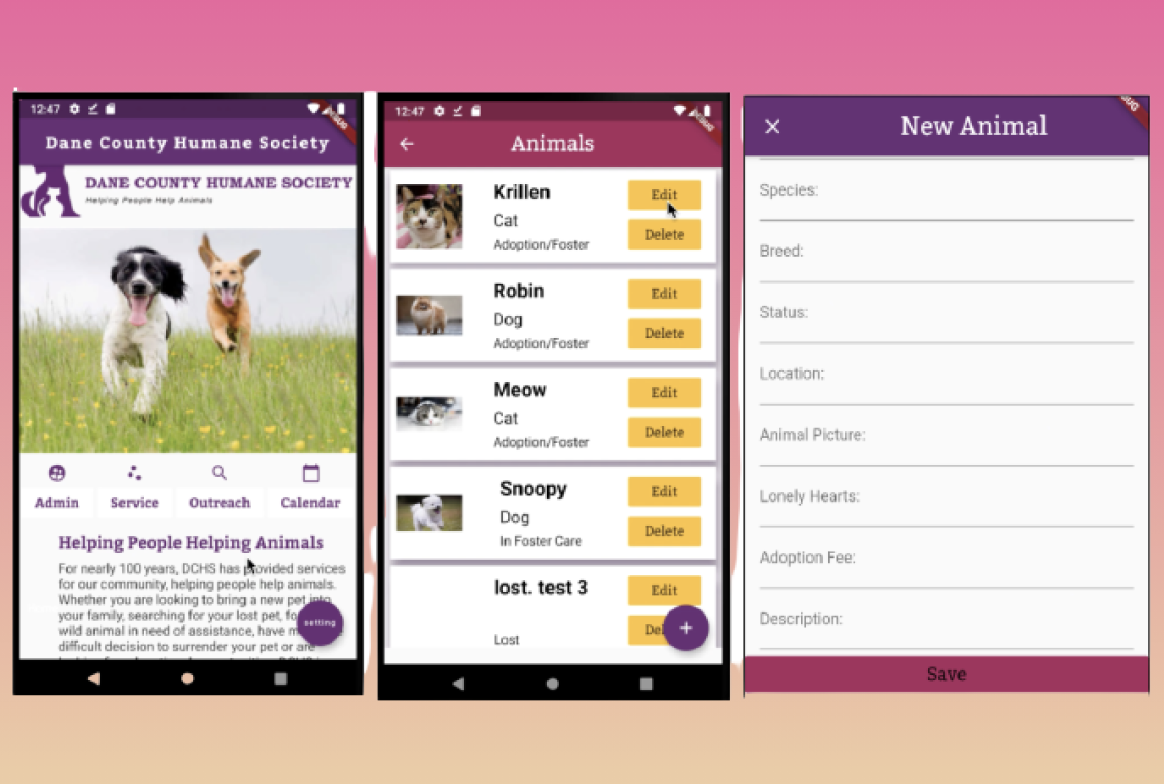 12:47
Dane County Humane Society
DANE COUNTY HUMANE SOCIETY
Helping People Help Animals
Admin Service Outreach Calendar
Helping People Helping Animals
For nearly 100 years, DCHS has provided services
for our community, helping people help animals.
Whether you are looking to bring a new pet into
your family, searching for your lost pet,
wild animal in need of assistance, have
difficult decision to surrender your pet or are
setting
12:47
Animals
Krillen
Cat
Adoption/Foster
Edit
Delete
Robin
Dog
Adoption/Foster
Edit
Delete
Meow
Cat
Adoption/Foster
Edit
Delete
Snoopy
Dog
In Foster Care
Edit
Delete
lost. test 3
Lost
Edit
+
New Animal
Species:
Breed:
Status:
Location:
Animal Picture:
Lonely Hearts:
Adoption Fee:
Description:
Save